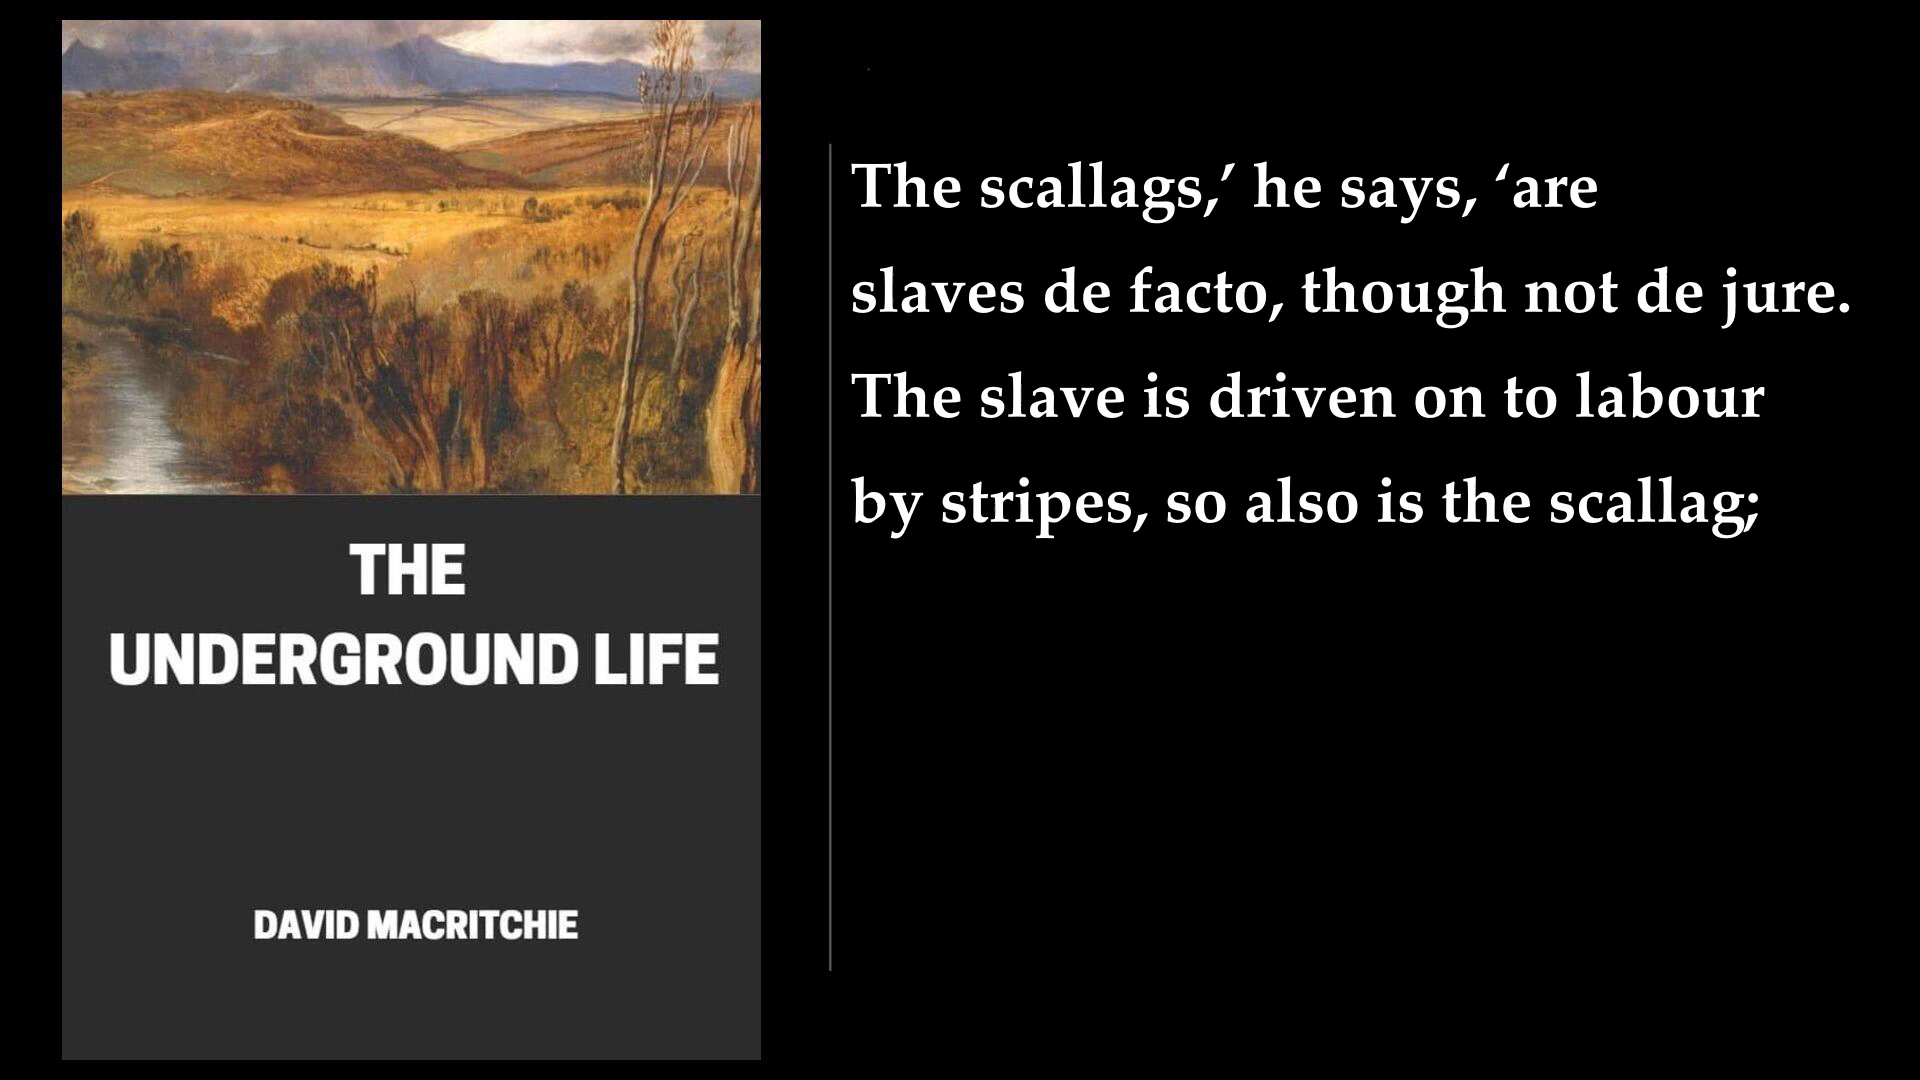 THE
UNDERGROUND LIFE
DAVID MACRITCHIE
The scallags,’ he says, ‘are
slaves de facto, though not de jure.
The slave is driven on to labour
by stripes, so also is the scallag;